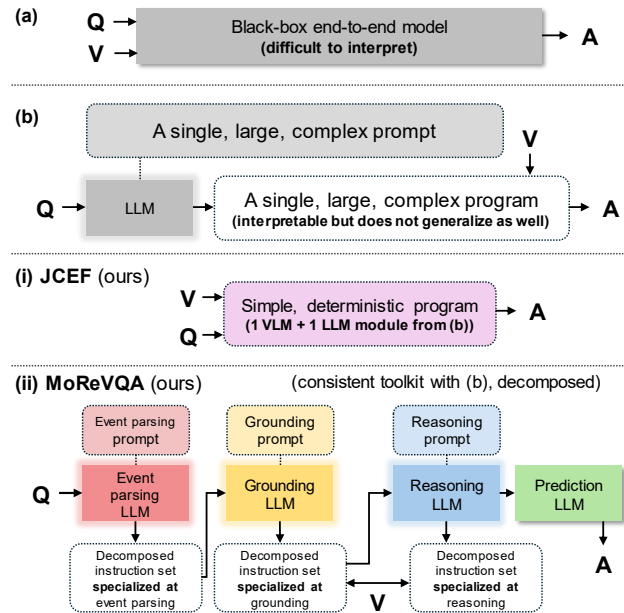 (a)
Q
V
Black-box end-to-end model
(difficult to interpret)
A
(b)
A single, large, complex prompt
V
Q
LLM
A single, large, complex program
(interpretable but does not generalize as well)
A
(i) JCEF (ours)
V
Q
Simple, deterministic program
(1 VLM + 1 LLM module from (b))
A
(ii) MoReVQA (ours)
(consistent toolkit with (b), decomposed)
Event parsing
prompt
Grounding
prompt
Reasoning
prompt
Q
Event
parsing
LLM
Grounding
LLM
Reasoning
LLM
Prediction
LLM
Decomposed
instruction set
specialized at
event parsing
Decomposed
instruction set
specialized at
grounding
V
Decomposed
instruction set
specialized at
reasoning
A